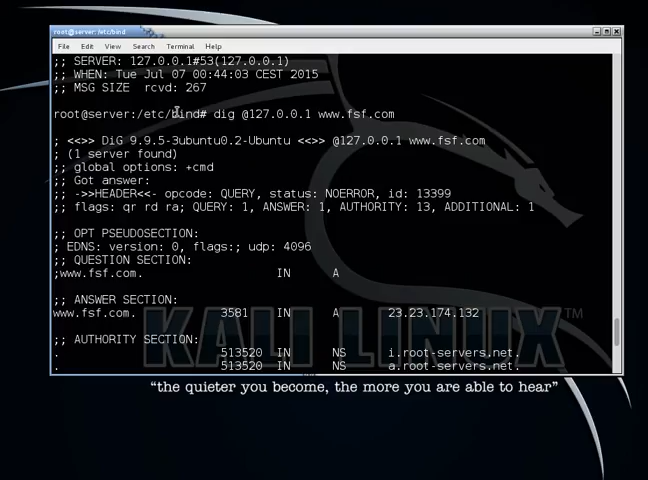 root@server: /etc/bind
File Edit View Search Terminal Help
;; SERVER: 127.0.0.1#53(127.0.0.1)
;; WHEN: Tue Jul 07 00:44:03 CEST 2015
;; MSG SIZE  rcvd: 267
root@server:/etc/bind# dig @127.0.0.1 www.fsf.com
; <<>> DiG 9.9.5-3ubuntu0.2-Ubuntu <<>> @127.0.0.1 www.fsf.com
; (1 server found)
;; global options: +cmd
;; Got answer:
;; ->>HEADER<<- opcode: QUERY, status: NOERROR, id: 13399
;; flags: qr rd ra; QUERY: 1, ANSWER: 1, AUTHORITY: 13, ADDITIONAL: 1
;; OPT PSEUDOSECTION:
; EDNS: version: 0, flags:; udp: 4096
;; QUESTION SECTION:
;www.fsf.com. IN A
;; ANSWER SECTION:
www.fsf.com. 3581 IN A 23.23.174.132
;; AUTHORITY SECTION:
. 513520 IN NS i.root-servers.net.
. 513520 IN NS a.root-servers.net.
KALI LINUX™
“the quieter you become, the more you are able to hear”